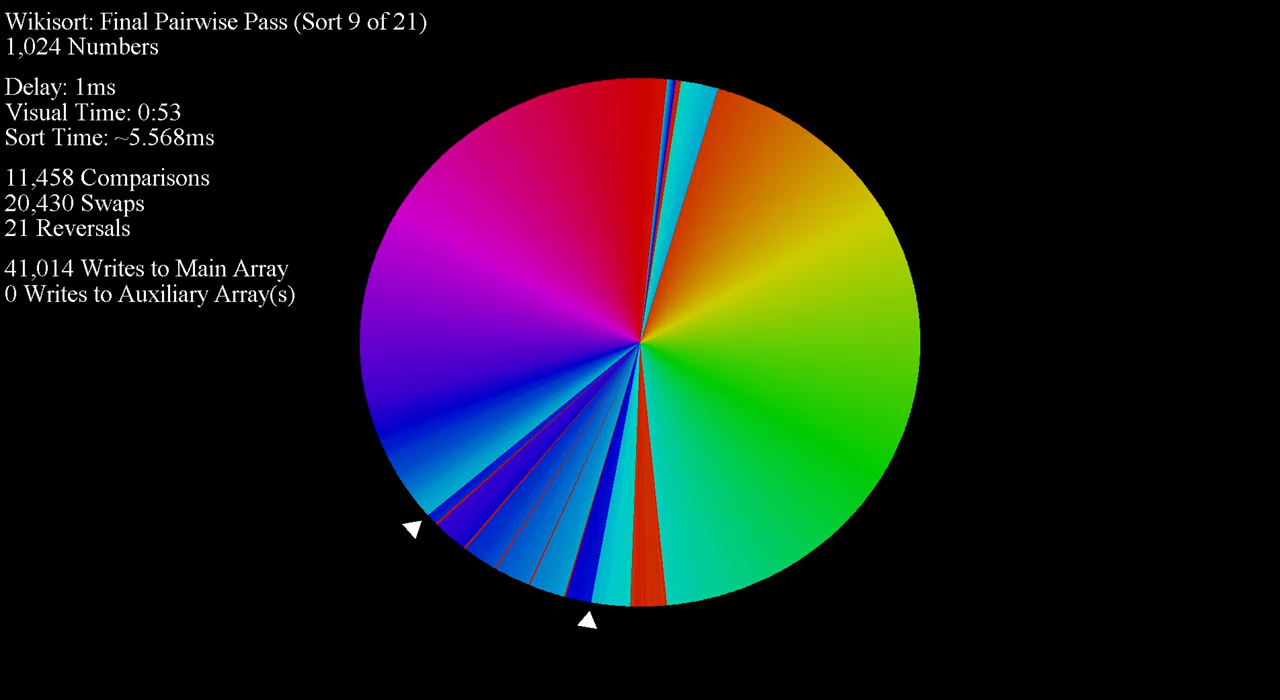 Wikisort: Final Pairwise Pass (Sort 9 of 21)
1,024 Numbers
Delay: 1ms
Visual Time: 0:53
Sort Time: ~5.568ms
11,458 Comparisons
20,430 Swaps
21 Reversals
41,014 Writes to Main Array
0 Writes to Auxiliary Array(s)